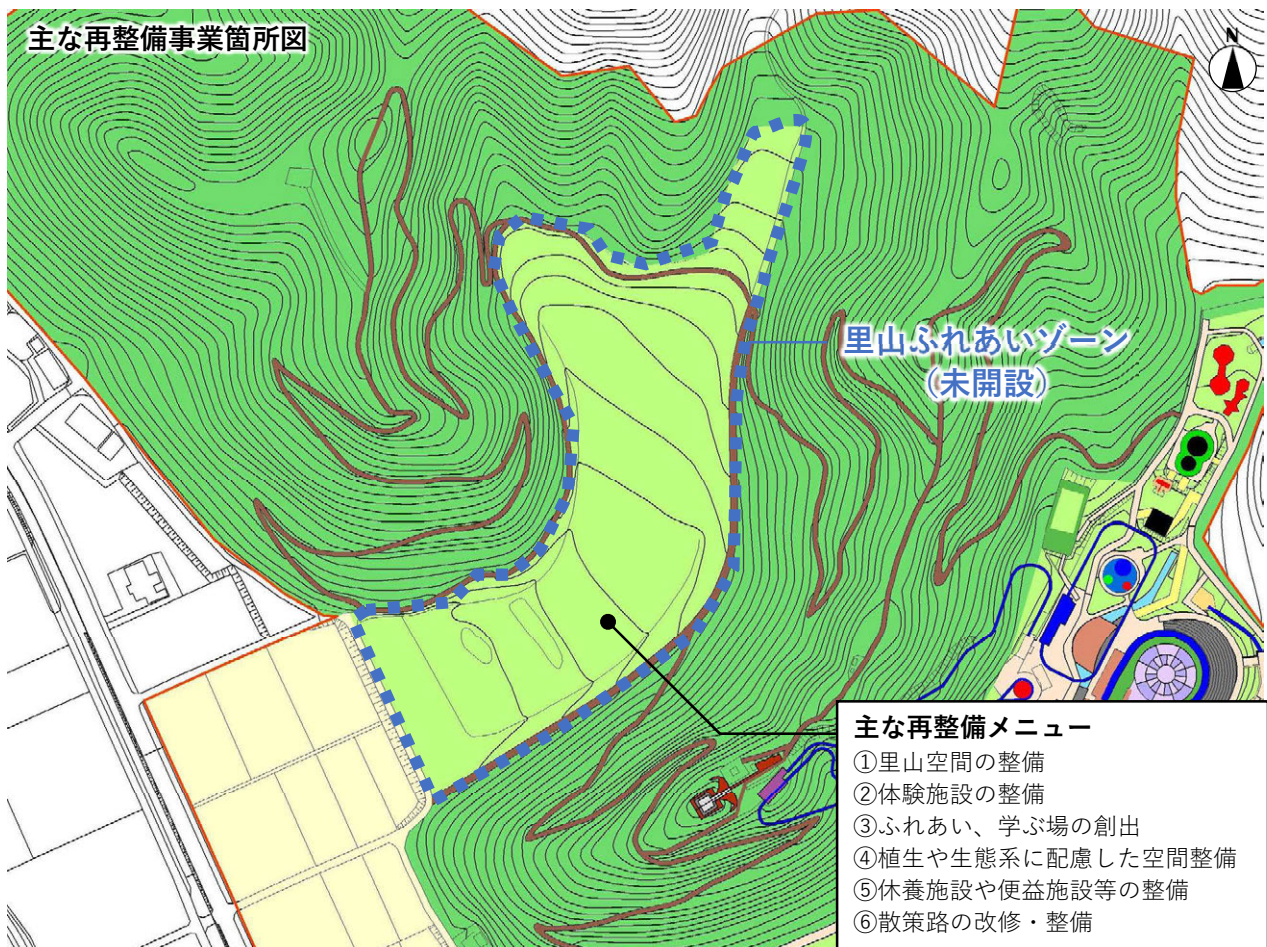 主な再整備事業箇所図
N
里山ふれあいゾーン
(未開設)
主な再整備メニュー
①里山空間の整備
②体験施設の整備
③ふれあい、学ぶ場の創出
④植生や生態系に配慮した空間整備
⑤休養施設や便益施設等の整備
⑥散策路の改修・整備